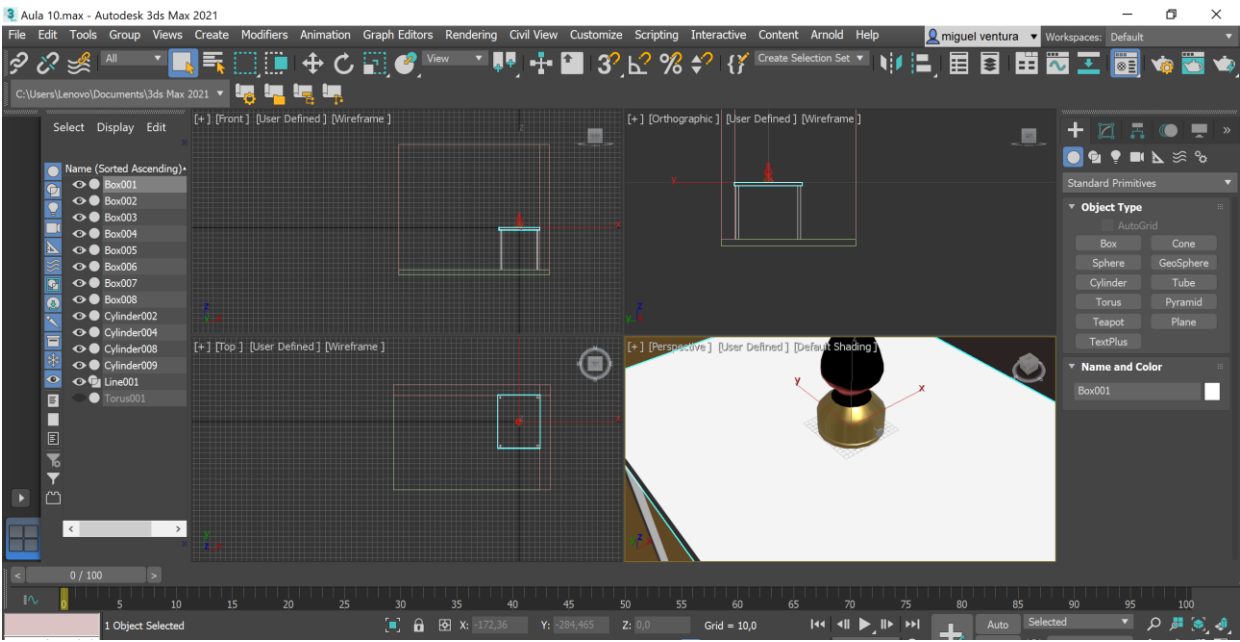 3 Aula 10.max - Autodesk 3ds Max 2021
File Edit Tools Group Views Create Modifiers Animation Graph Editors Rendering Civil View Customize Scripting Interactive Content Arnold Help miguel ventura Workspaces: Default
All View Create Selection Set
C:\Users\Lenovo\Documents\3ds Max 2021
Select Display Edit
Name (Sorted Ascending)
Box001
Box002
Box003
Box004
Box005
Box006
Box007
Box008
Cylinder002
Cylinder004
Cylinder008
Cylinder009
Line001
Torus001
[+] [Front] [User Defined] [Wireframe]
z
x
z
y x
[+] [Orthographic] [User Defined] [Wireframe]
y
z
y
[+] [Top] [User Defined] [Wireframe]
x
y
z x
[+] [Perspective] [User Defined] [Default Shading]
y x
z
Standard Primitives
Object Type
AutoGrid
Box Cone
Sphere GeoSphere
Cylinder Tube
Torus Pyramid
Teapot Plane
TextPlus
Name and Color
Box001
< 0 / 100 >
0 5 10 15 20 25 30 35 40 45 50 55 60 65 70 75 80 85 90 95 100
1 Object Selected X: -172,36 Y: -284,465 Z: 0,0 Grid = 10,0 Auto Selected